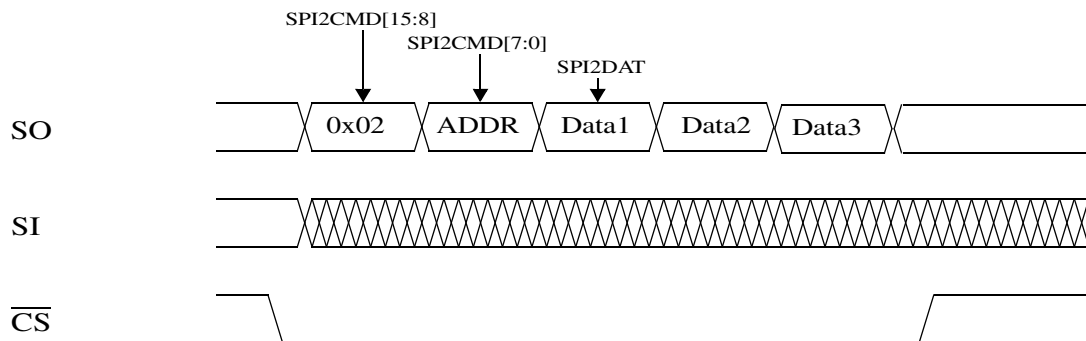 SPI2CMD[15:8]
SPI2CMD[7:0]
SPI2DAT
SO 0x02 ADDR Data1 Data2 Data3
SI
CS